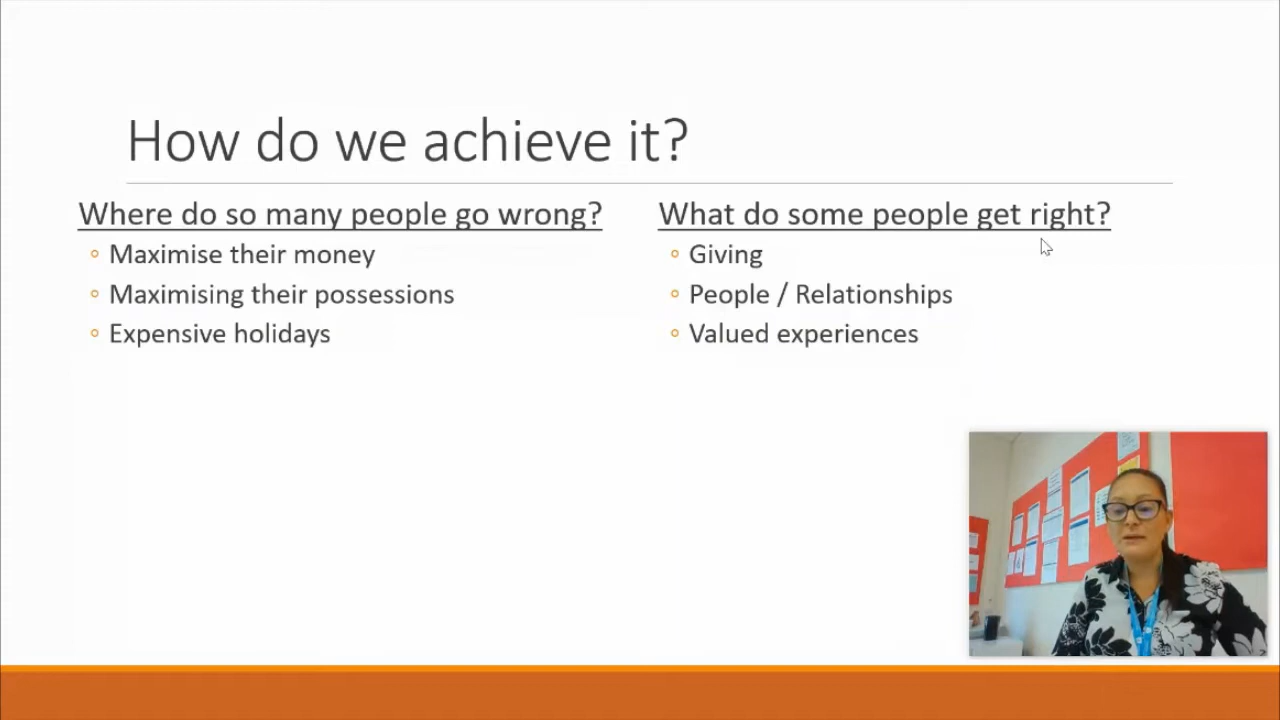 How do we achieve it?
Where do so many people go wrong?
Maximise their money
Maximising their possessions
Expensive holidays
What do some people get right?
Giving
People / Relationships
Valued experiences